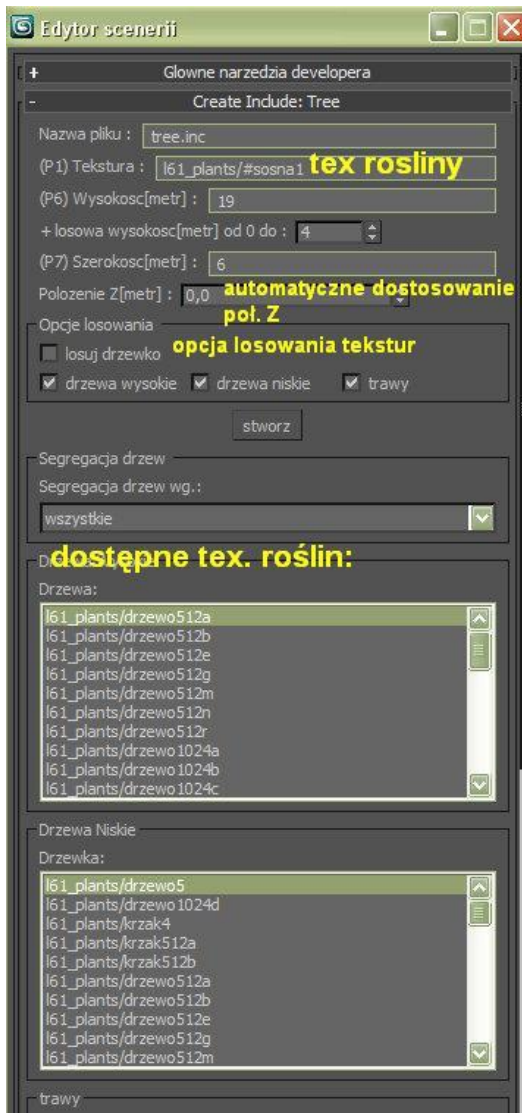 Edytor scenerii
+ Glowne narzedzia developera
- Create Include: Tree
Nazwa pliku : tree.inc
(P1) Tekstura : l61_plants/#sosna1 tex rosliny
(P6) Wysokosc[metr] : 19
+ losowa wysokosc[metr] od 0 do : 4
(P7) Szerokosc[metr] : 6
Polozenie Z[metr] : 0,0 automatyczne dostosowanie
poł. Z
Opcje losowania
losuj drzewko opcja losowania tekstur
drzewa wysokie drzewa niskie trawy
stworz
Segregacja drzew
Segregacja drzew wg.:
wszystkie
dostępne tex. roślin:
Drzewa:
l61_plants/drzewo512a
l61_plants/drzewo512b
l61_plants/drzewo512e
l61_plants/drzewo512g
l61_plants/drzewo512m
l61_plants/drzewo512n
l61_plants/drzewo512r
l61_plants/drzewo1024a
l61_plants/drzewo1024b
l61_plants/drzewo1024c
Drzewa Niskie
Drzewka:
l61_plants/drzewo5
l61_plants/drzewo1024d
l61_plants/krzak4
l61_plants/krzak512a
l61_plants/krzak512b
l61_plants/drzewo512a
l61_plants/drzewo512b
l61_plants/drzewo512e
l61_plants/drzewo512g
l61_plants/drzewo512m
trawy